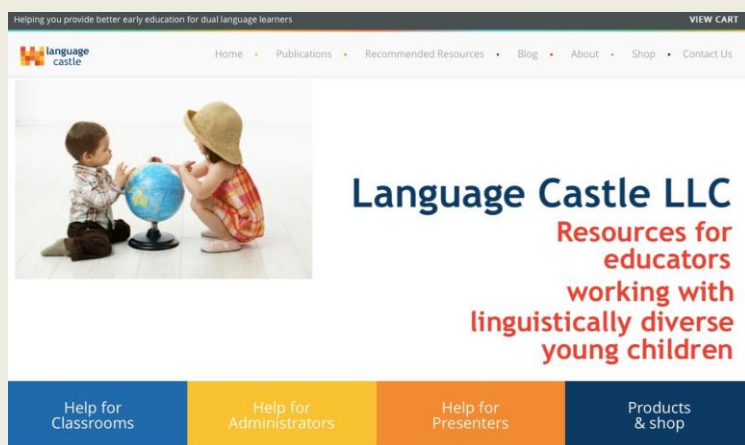 Helping you provide better early education for dual language learners
VIEW CART
language
castle
Home • Publications • Recommended Resources • Blog • About • Shop • Contact Us
Language Castle LLC
Resources for
educators
working with
linguistically diverse
young children
Help for
Classrooms
Help for
Administrators
Help for
Presenters
Products
& shop